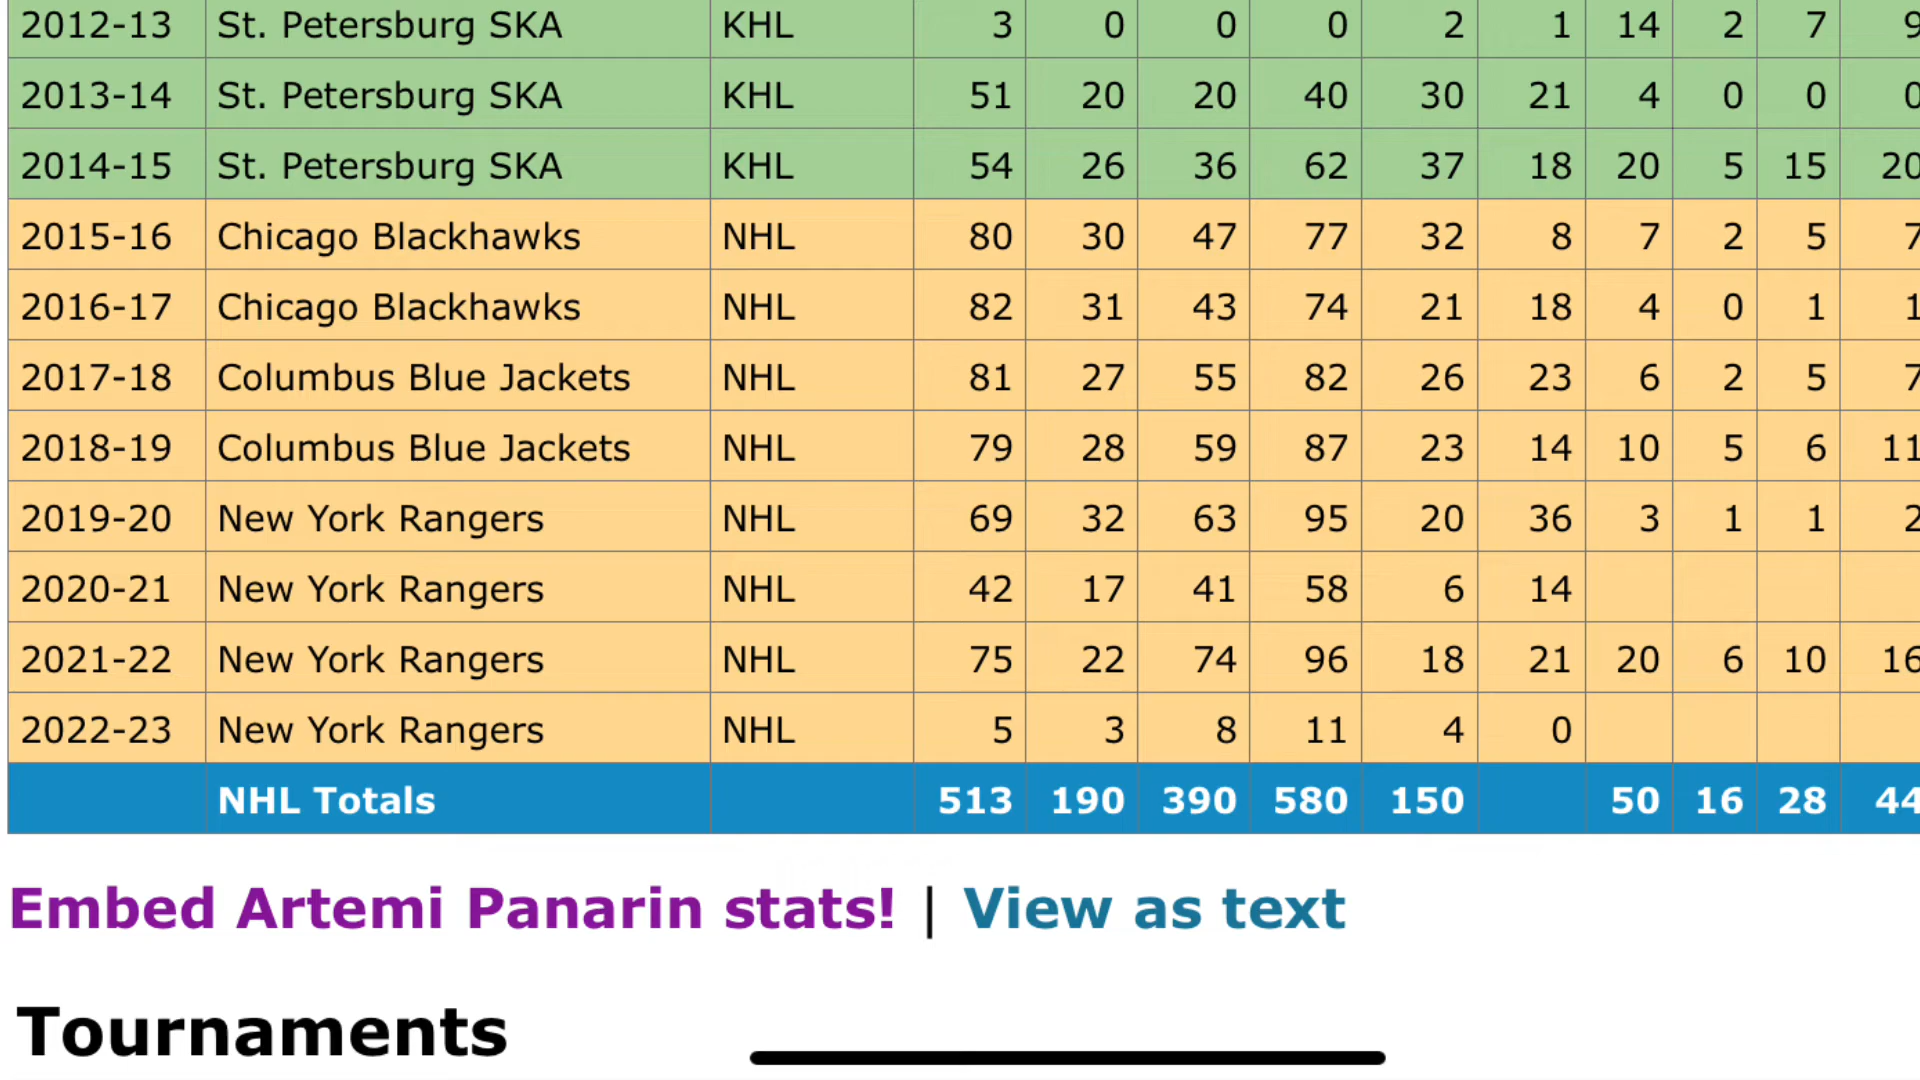 2012-13 St. Petersburg SKA KHL 3 0 0 0 2 1 14 2 7 9
2013-14 St. Petersburg SKA KHL 51 20 20 40 30 21 4 0 0 0
2014-15 St. Petersburg SKA KHL 54 26 36 62 37 18 20 5 15 20
2015-16 Chicago Blackhawks NHL 80 30 47 77 32 8 7 2 5 7
2016-17 Chicago Blackhawks NHL 82 31 43 74 21 18 4 0 1 1
2017-18 Columbus Blue Jackets NHL 81 27 55 82 26 23 6 2 5 7
2018-19 Columbus Blue Jackets NHL 79 28 59 87 23 14 10 5 6 11
2019-20 New York Rangers NHL 69 32 63 95 20 36 3 1 1 2
2020-21 New York Rangers NHL 42 17 41 58 6 14
2021-22 New York Rangers NHL 75 22 74 96 18 21 20 6 10 16
2022-23 New York Rangers NHL 5 3 8 11 4 0
NHL Totals 513 190 390 580 150 50 16 28 44
Embed Artemi Panarin stats! | View as text
Tournaments